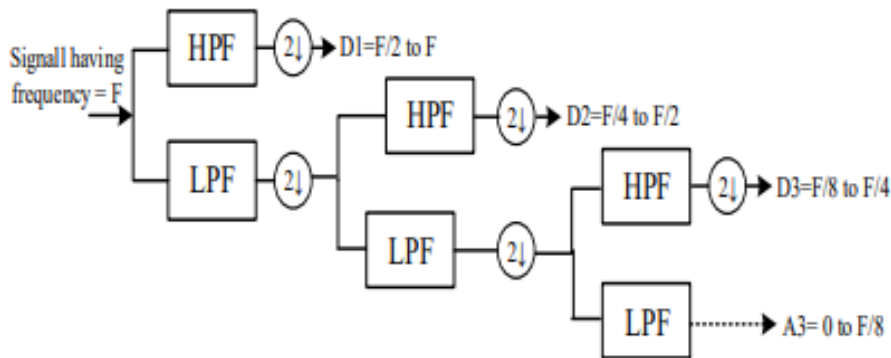 HPF
2↓
D1=F/2 to F
Signall having
frequency = F
HPF
2↓
D2=F/4 to F/2
LPF
2↓
HPF
2↓
D3=F/8 to F/4
LPF
2↓
LPF
A3= 0 to F/8